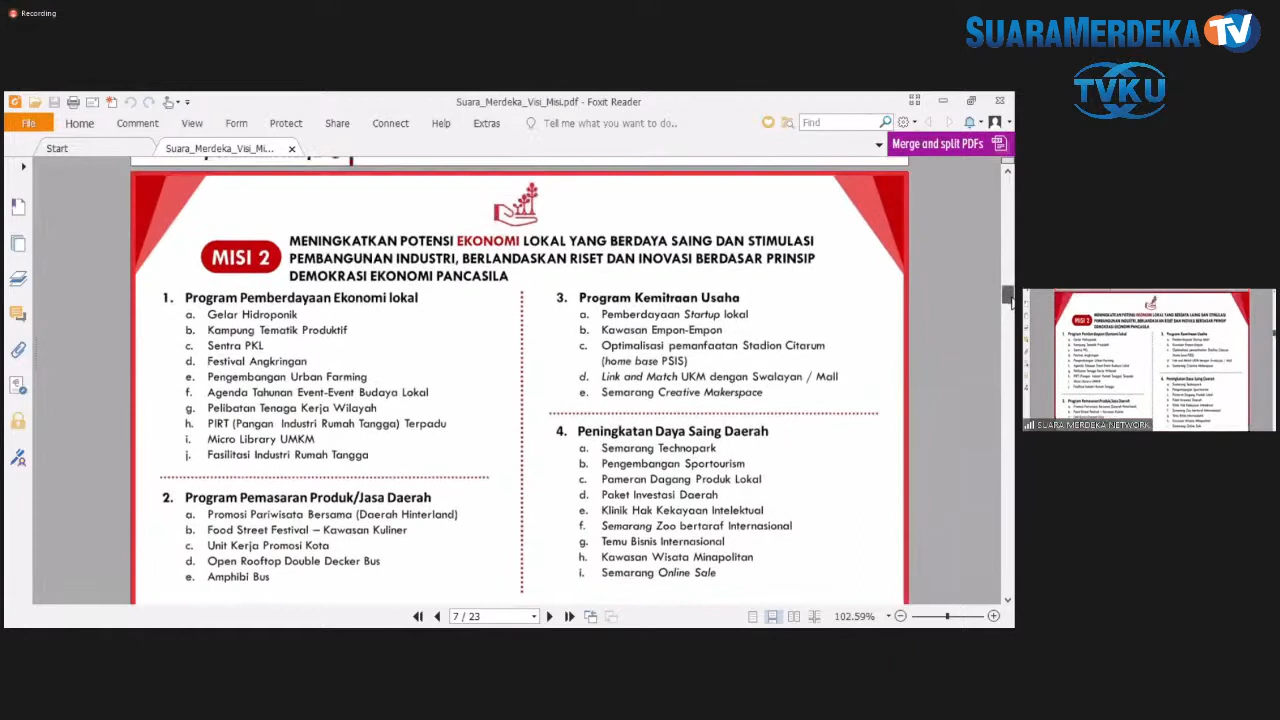 Recording
SUARAMERDEKA TV
TVKU
Suara_Merdeka_Visi_Misi.pdf - Foxit Reader
File Home Comment View Form Protect Share Connect Help Extras Tell me what you want to do.. Find
Start Suara_Merdeka_Visi_Mi... Merge and split PDFs
MISI 2
MENINGKATKAN POTENSI EKONOMI LOKAL YANG BERDAYA SAING DAN STIMULASI
PEMBANGUNAN INDUSTRI, BERLANDASKAN RISET DAN INOVASI BERDASAR PRINSIP
DEMOKRASI EKONOMI PANCASILA
1. Program Pemberdayaan Ekonomi lokal
a. Gelar Hidroponik
b. Kampung Tematik Produktif
c. Sentra PKL
d. Festival Angkringan
e. Pengembangan Urban Farming
f. Agenda Tahunan Event-Event Budaya Lokal
g. Pelibatan Tenaga Kerja Wilayah
h. PIRT (Pangan Industri Rumah Tangga) Terpadu
i. Micro Library UMKM
j. Fasilitasi Industri Rumah Tangga
2. Program Pemasaran Produk/Jasa Daerah
a. Promosi Pariwisata Bersama (Daerah Hinterland)
b. Food Street Festival – Kawasan Kuliner
c. Unit Kerja Promosi Kota
d. Open Rooftop Double Decker Bus
e. Amphibi Bus
3. Program Kemitraan Usaha
a. Pemberdayaan Startup lokal
b. Kawasan Empon-Empon
c. Optimalisasi pemanfaatan Stadion Citarum
(home base PSIS)
d. Link and Match UKM dengan Swalayan / Mall
e. Semarang Creative Makerspace
4. Peningkatan Daya Saing Daerah
a. Semarang Technopark
b. Pengembangan Sportourism
c. Pameran Dagang Produk Lokal
d. Paket Investasi Daerah
e. Klinik Hak Kekayaan Intelektual
f. Semarang Zoo bertaraf Internasional
g. Temu Bisnis Internasional
h. Kawasan Wisata Minapolitan
i. Semarang Online Sale
7 / 23
102.59%
SUARA MERDEKA NETWORK